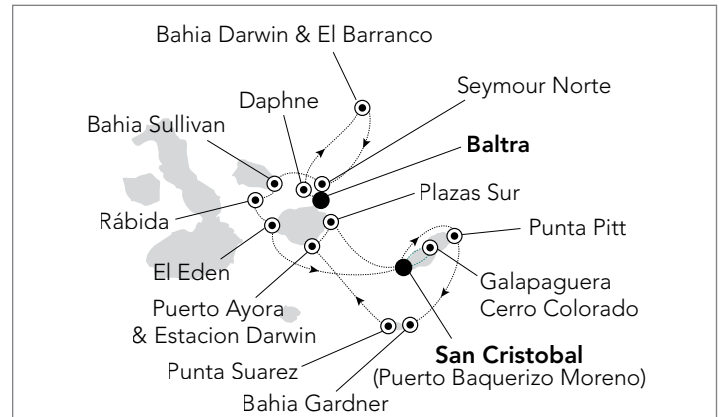 Bahia Darwin & El Barranco
Daphne
Seymour Norte
Bahia Sullivan
Baltra
Plazas Sur
Rábida
Punta Pitt
El Eden
Galapaguera
Cerro Colorado
Puerto Ayora
& Estacion Darwin
Punta Suarez
San Cristobal
(Puerto Baquerizo Moreno)
Bahia Gardner